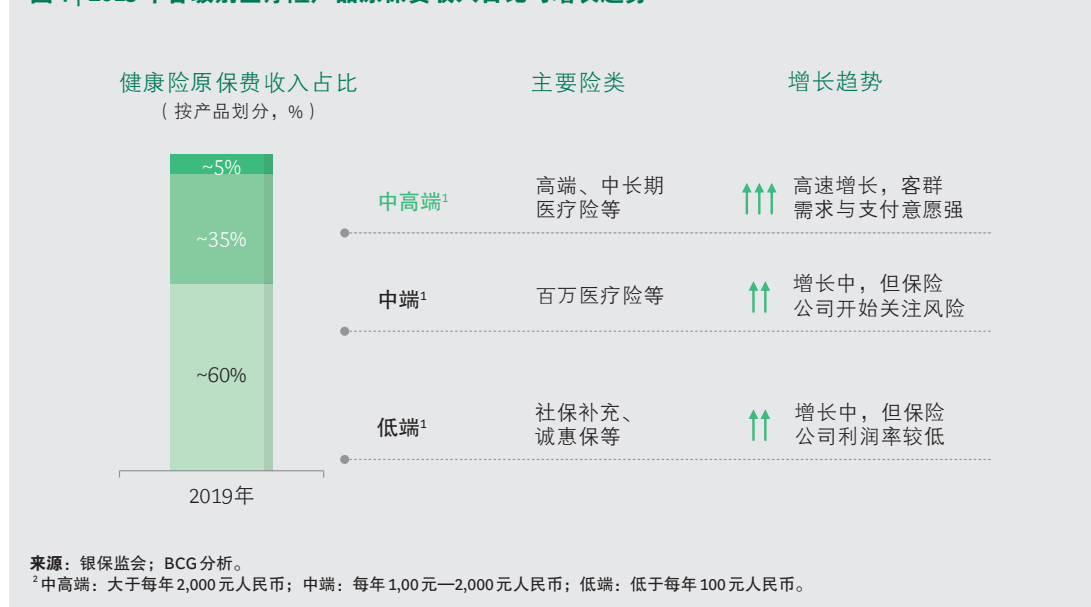 健康险原保费收入占比
主要险类
增长趋势
（按产品划分，%）
~5%
~35%
~60%
2019年
中高端¹
高端、中长期
医疗险等
高速增长，客群
需求与支付意愿强
中端¹
百万医疗险等
增长中，但保险
公司开始关注风险
低端¹
社保补充、
诚惠保等
增长中，但保险
公司利润率较低
来源：银保监会；BCG分析。
²中高端：大于每年2,000元人民币；中端：每年1,00元—2,000元人民币；低端：低于每年100元人民币。